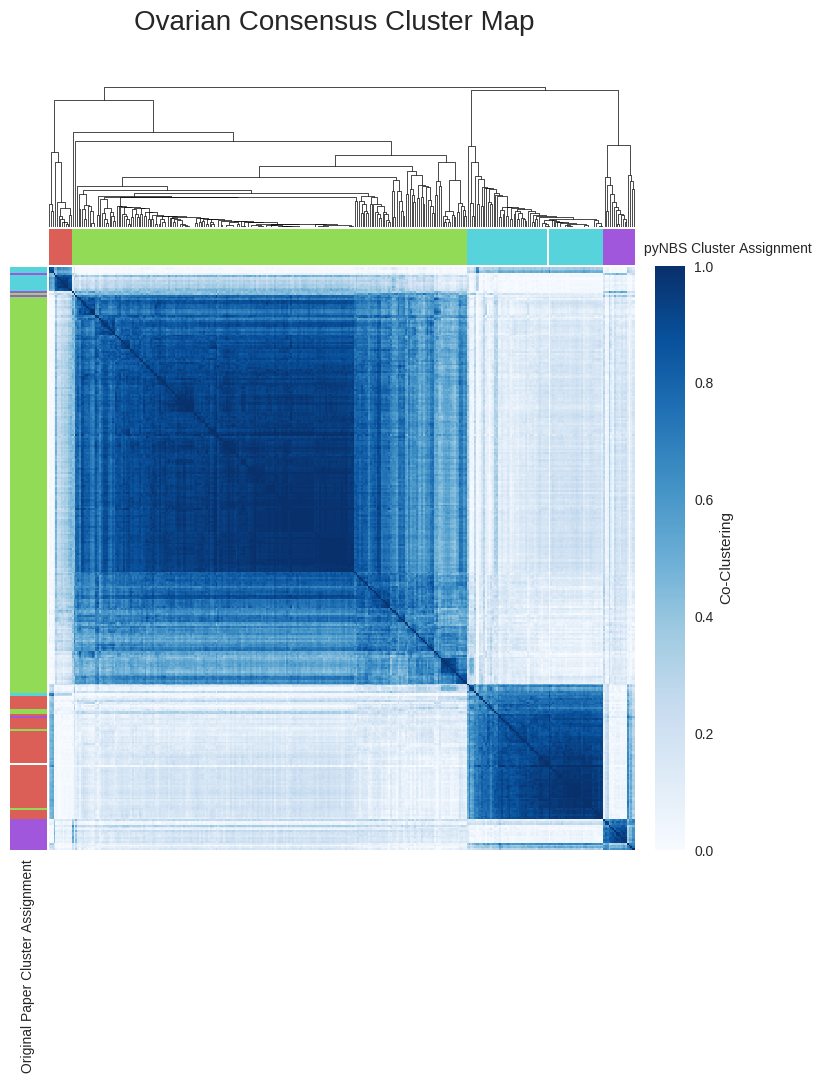 Ovarian Consensus Cluster Map
pyNBS Cluster Assignment
1.0
0.8
0.6
0.4
0.2
0.0
Co-Clustering
Original Paper Cluster Assignment